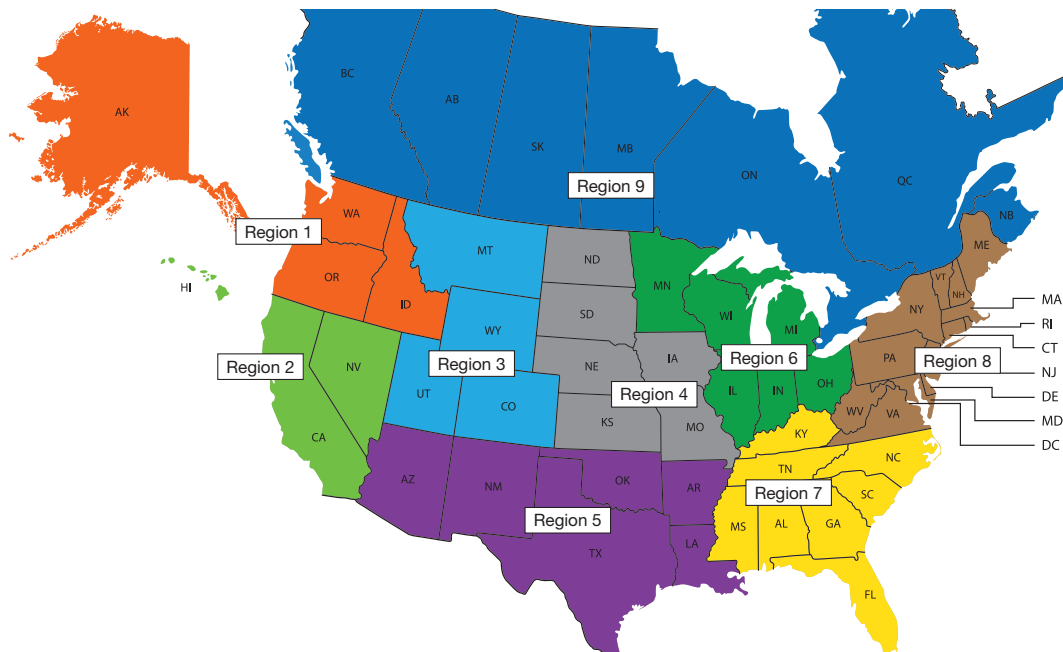 AK
BC
AB
SK
MB
ON
QC
NB
Region 9
WA
Region 1
OR
ID
MT
ND
MN
ME
VT
NH
HI
WY
SD
WI
MI
NY
MA
RI
CT
NJ
DE
MD
DC
Region 2
NV
CA
Region 3
UT
CO
NE
IA
Region 4
KS
MO
Region 6
IL
IN
OH
PA
Region 8
WV
VA
KY
AZ
NM
OK
AR
Region 5
TX
LA
TN
NC
Region 7
SC
MS
AL
GA
FL